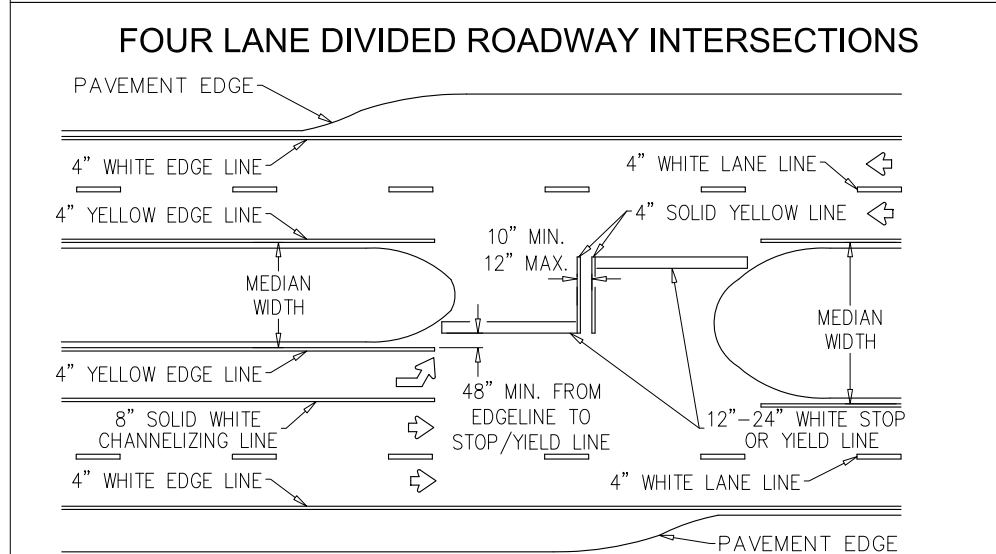 FOUR LANE DIVIDED ROADWAY INTERSECTIONS
PAVEMENT EDGE
4" WHITE EDGE LINE
4" WHITE LANE LINE
4" YELLOW EDGE LINE
4" SOLID YELLOW LINE
10" MIN.
12" MAX.
MEDIAN
WIDTH
MEDIAN
WIDTH
4" YELLOW EDGE LINE
48" MIN. FROM
EDGELINE TO
STOP/YIELD LINE
8" SOLID WHITE
CHANNELIZING LINE
12"-24" WHITE STOP
OR YIELD LINE
4" WHITE EDGE LINE
4" WHITE LANE LINE
PAVEMENT EDGE